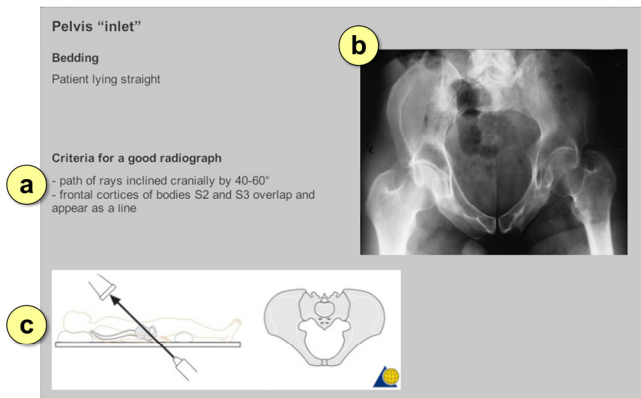 Pelvis “inlet”
b
Bedding
Patient lying straight
Criteria for a good radiograph
a
- path of rays inclined cranially by 40-60°
- frontal cortices of bodies S2 and S3 overlap and
appear as a line
c